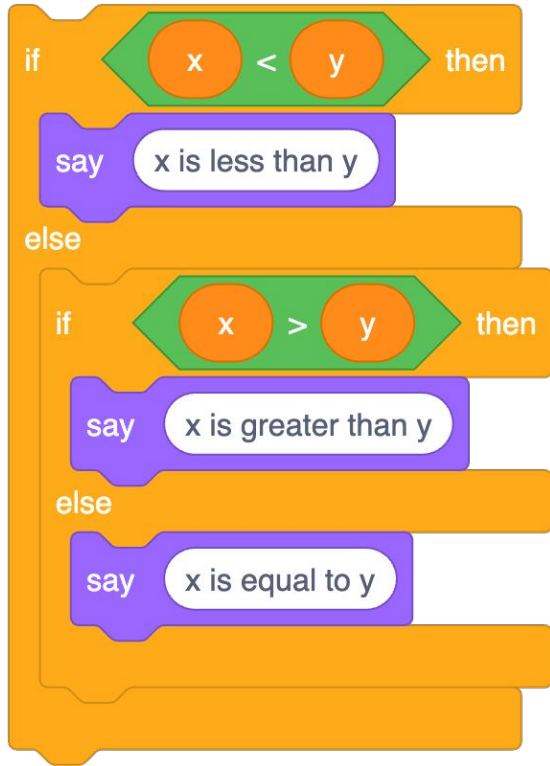 if x < y then
say x is less than y
else
if x > y then
say x is greater than y
else
say x is equal to y